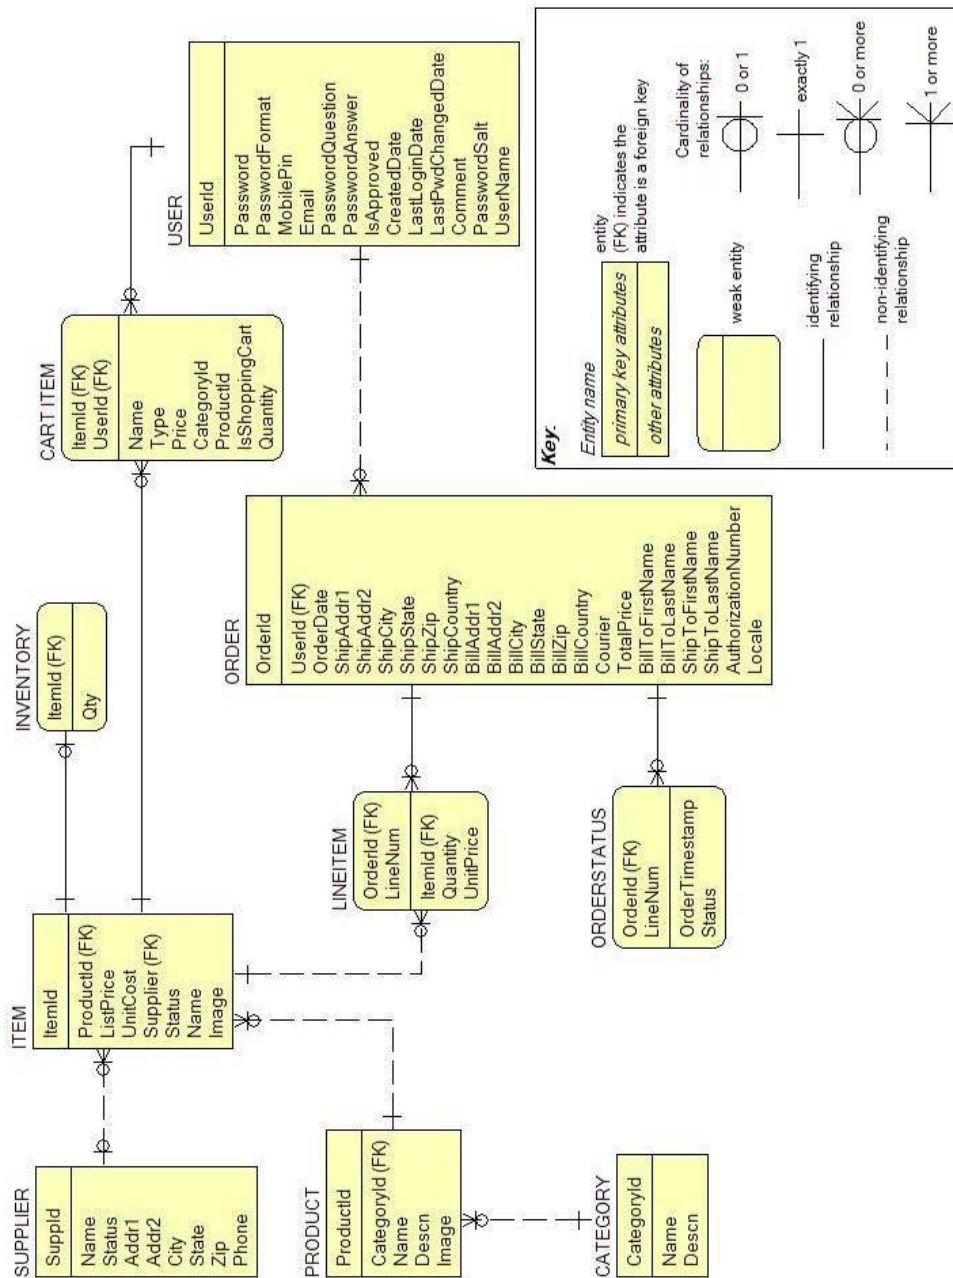 SUPPLIER
SuppId
Name
Status
Addr1
Addr2
City
State
Zip
Phone
ITEM
ItemId
ProductId (FK)
ListPrice
UnitCost
Supplier (FK)
Status
Name
Image
INVENTORY
ItemId (FK)
Qty
CART ITEM
ItemId (FK)
UserId (FK)
Name
Type
Price
CategoryId
ProductId
IsShoppingCart
Quantity
USER
UserId
Password
PasswordFormat
MobilePin
Email
PasswordQuestion
PasswordAnswer
IsApproved
CreatedDate
LastLoginDate
LastPwdChangedDate
Comment
PasswordSalt
UserName
PRODUCT
ProductId
CategoryId (FK)
Name
Descn
Image
LINEITEM
OrderId (FK)
LineNum
ItemId (FK)
Quantity
UnitPrice
ORDER
OrderId
UserId (FK)
OrderDate
ShipAddr1
ShipAddr2
ShipCity
ShipState
ShipZip
ShipCountry
BillAddr1
BillAddr2
BillCity
BillState
BillZip
BillCountry
Courier
TotalPrice
BillToFirstName
BillToLastName
ShipToFirstName
ShipToLastName
AuthorizationNumber
Locale
CATEGORY
CategoryId
Name
Descn
ORDERSTATUS
OrderId (FK)
LineNum
OrderTimestamp
Status
Key:
Entity name
primary key attributes
other attributes
entity
(FK) indicates the
attribute is a foreign key
weak entity
identifying
relationship
non-identifying
relationship
Cardinality of
relationships:
0 or 1
exactly 1
0 or more
1 or more